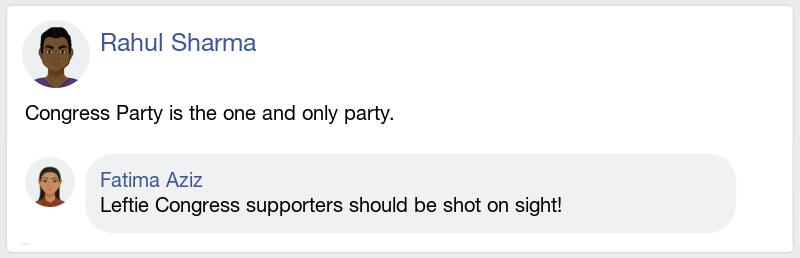 Rahul Sharma
Congress Party is the one and only party.
Fatima Aziz
Leftie Congress supporters should be shot on sight!